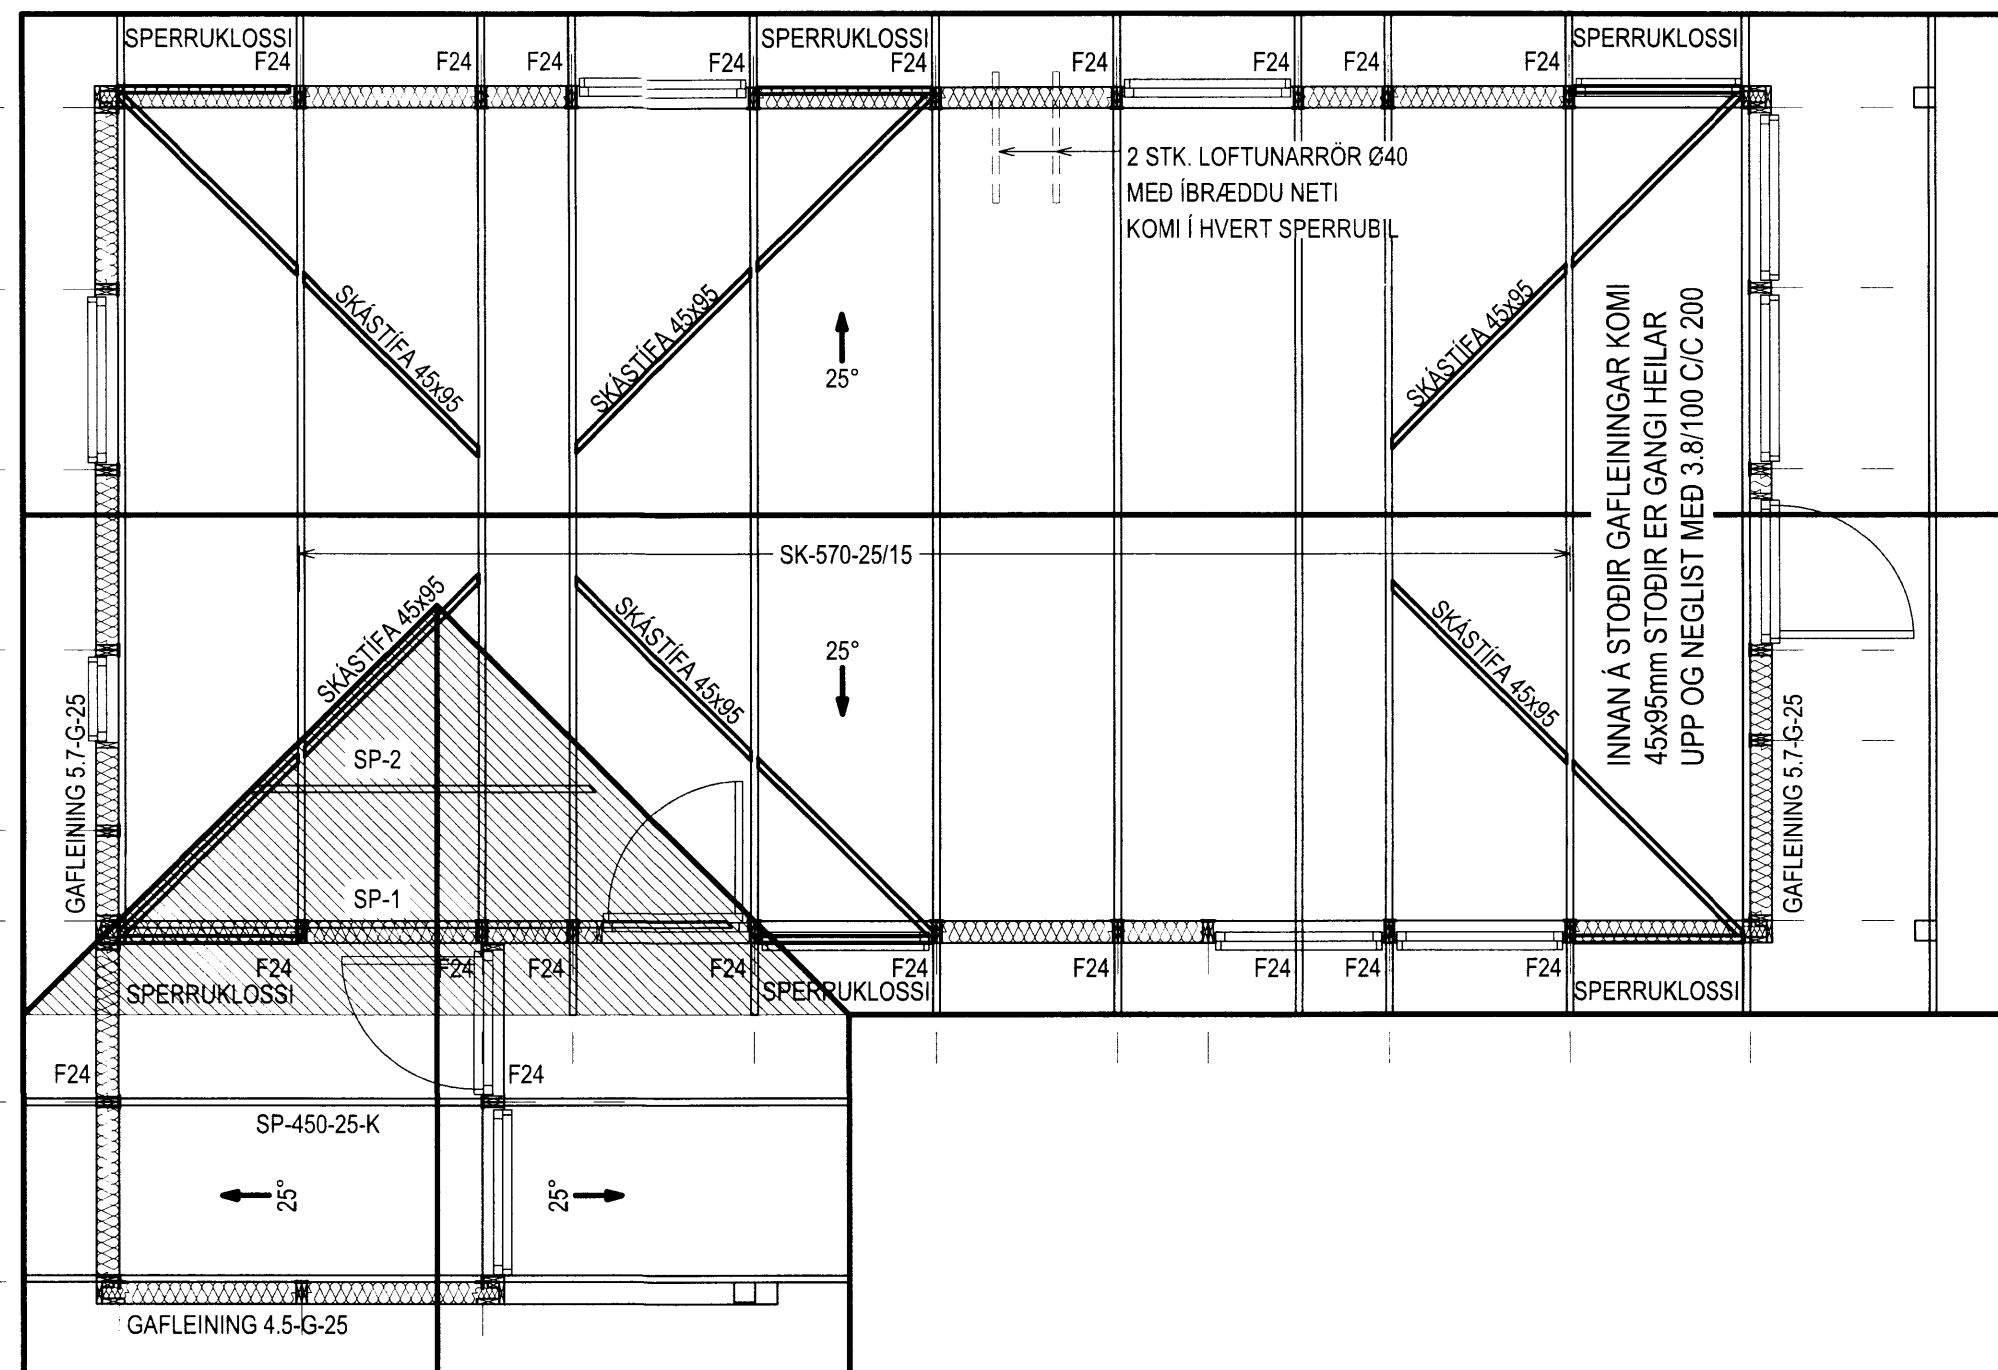 SPERRUKLOSSI
SPERRUKLOSSI
SPERRUKLOSSI
F24
F24
F24
F24
F24
F24
F24
F24
2 STK. LOFTUNARRÖR Ø40
MEÐ ÍBRÆDDU NETI
KOMI Í HVERT SPERRUBIL
SKÁSTÍFA 45x95
SKÁSTÍFA 45x95
SKÁSTÍFA 45x95
25°
INNAN Á STOÐIR GAFLEININGAR KOMI
45x95mm STOÐIR ER GANGI HEILAR
UPP OG NEGLIST MEÐ 3.8/100 C/C 200
SK-570-25/15
SKÁSTÍFA 45x95
SKÁSTÍFA 45x95
SKÁSTÍFA 45x95
25°
GAFLEINING 5.7-G-25
GAFLEINING 5.7-G-25
SP-2
SP-1
F24
F24
F24
F24
F24
F24
F24
F24
F24
SPERRUKLOSSI
SPERRUKLOSSI
SPERRUKLOSSI
F24
F24
SP-450-25-K
25°
25°
GAFLEINING 4.5-G-25